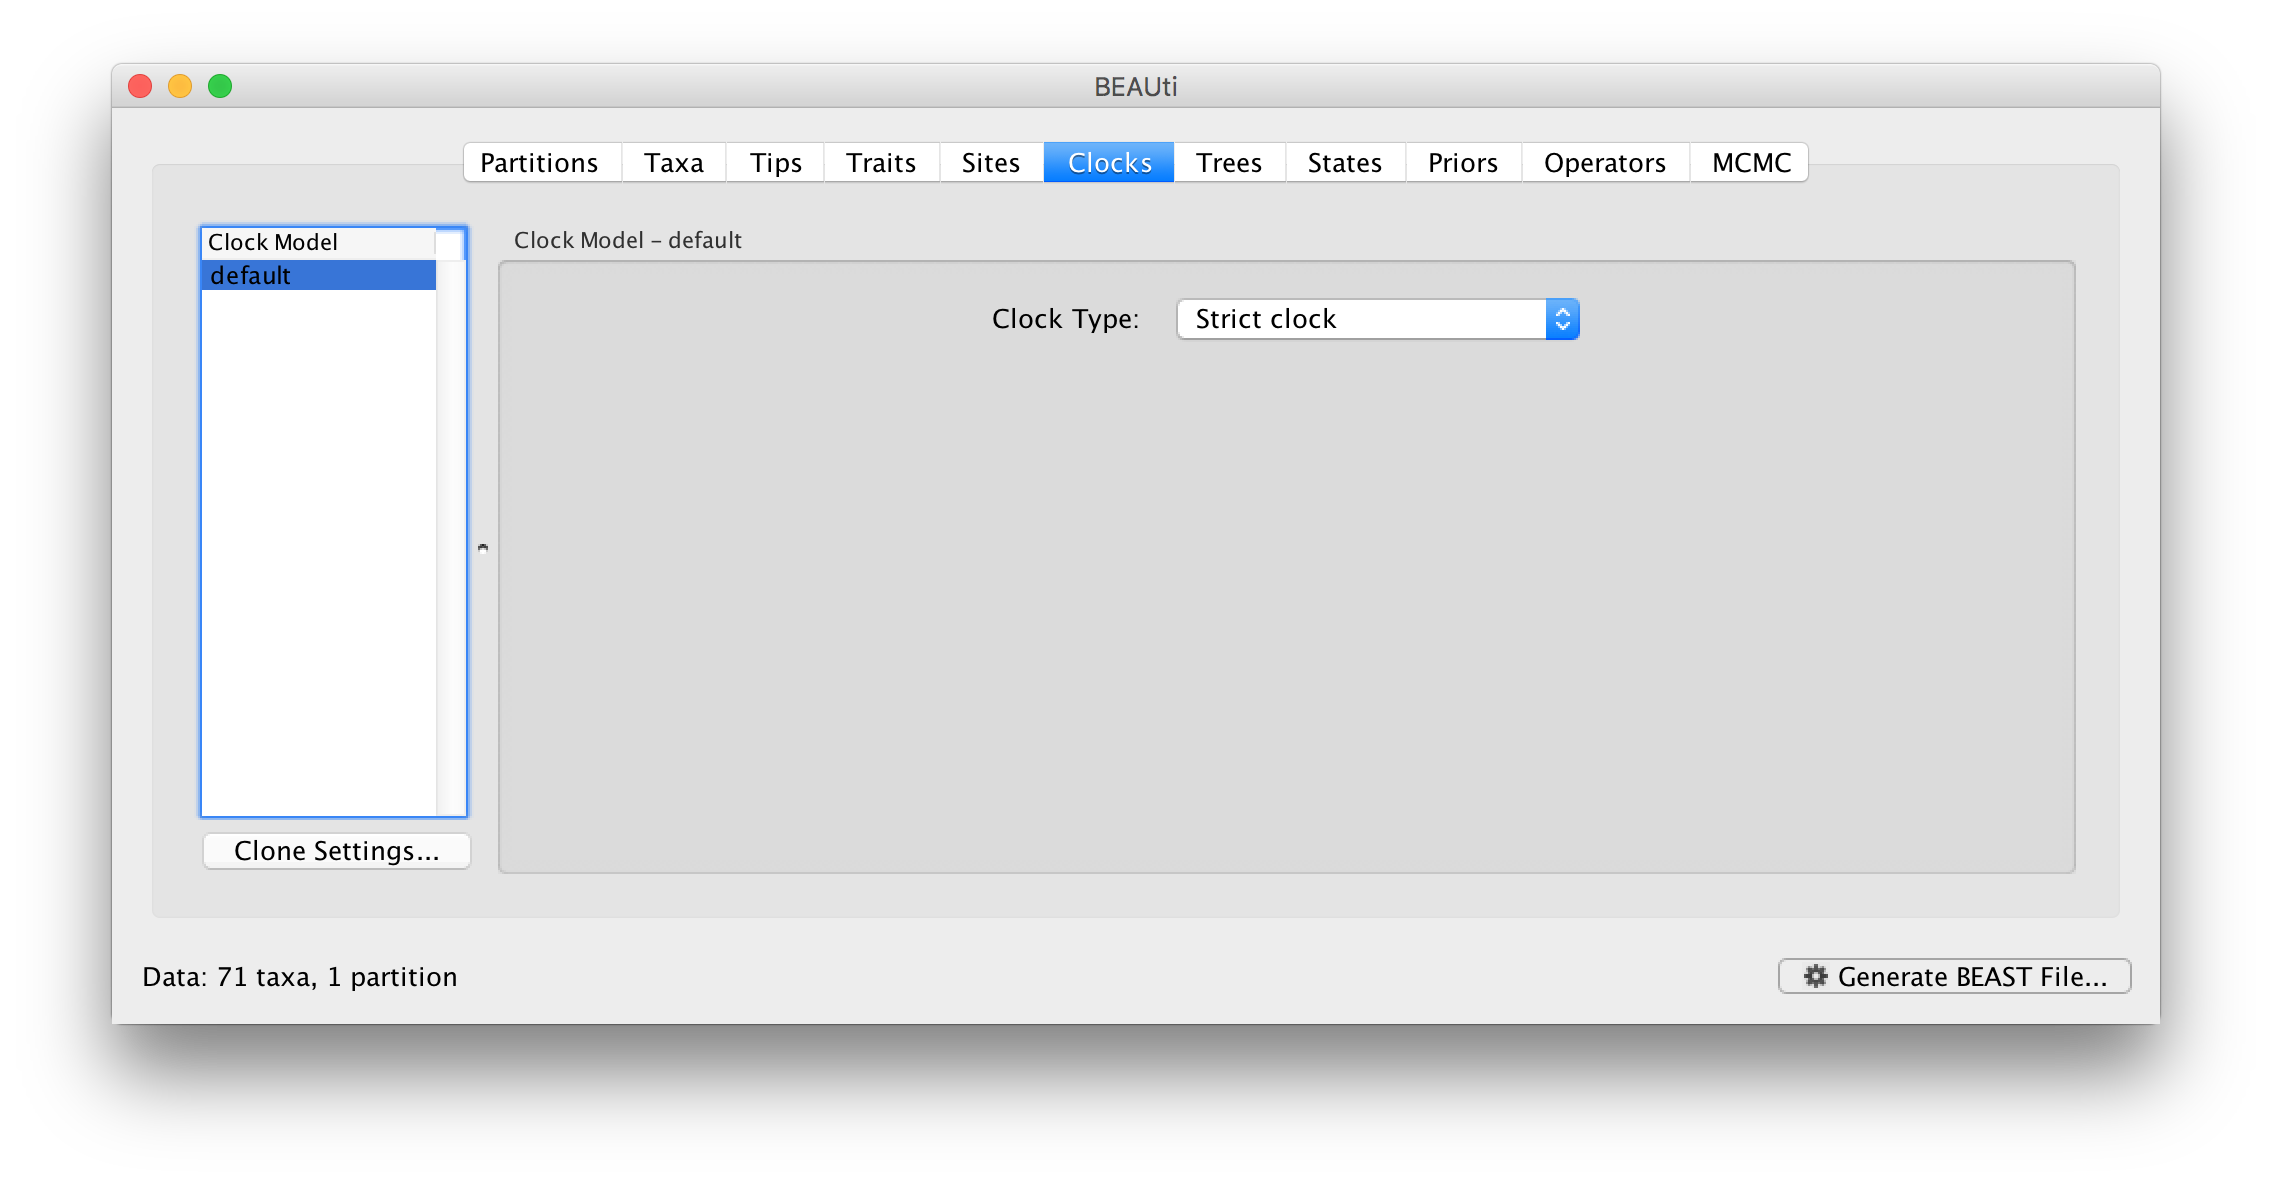 BEAUti
Partitions Taxa Tips Traits Sites Clocks Trees States Priors Operators MCMC
Clock Model
default
Clock Model – default
Clock Type: Strict clock
Clone Settings...
Data: 71 taxa, 1 partition
Generate BEAST File...